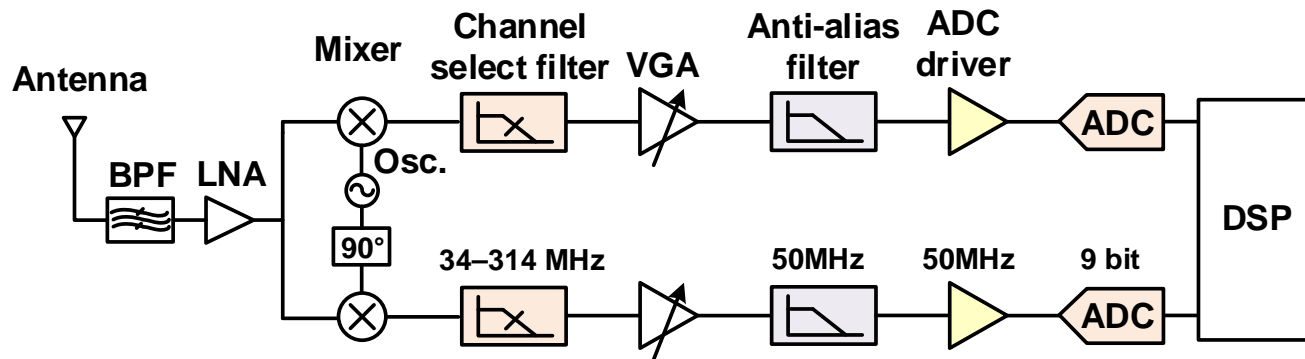 Antenna
BPF
LNA
Mixer
Osc.
90°
Channel
select filter
VGA
Anti-alias
filter
ADC
driver
ADC
DSP
34–314 MHz
50MHz
50MHz
9 bit
ADC